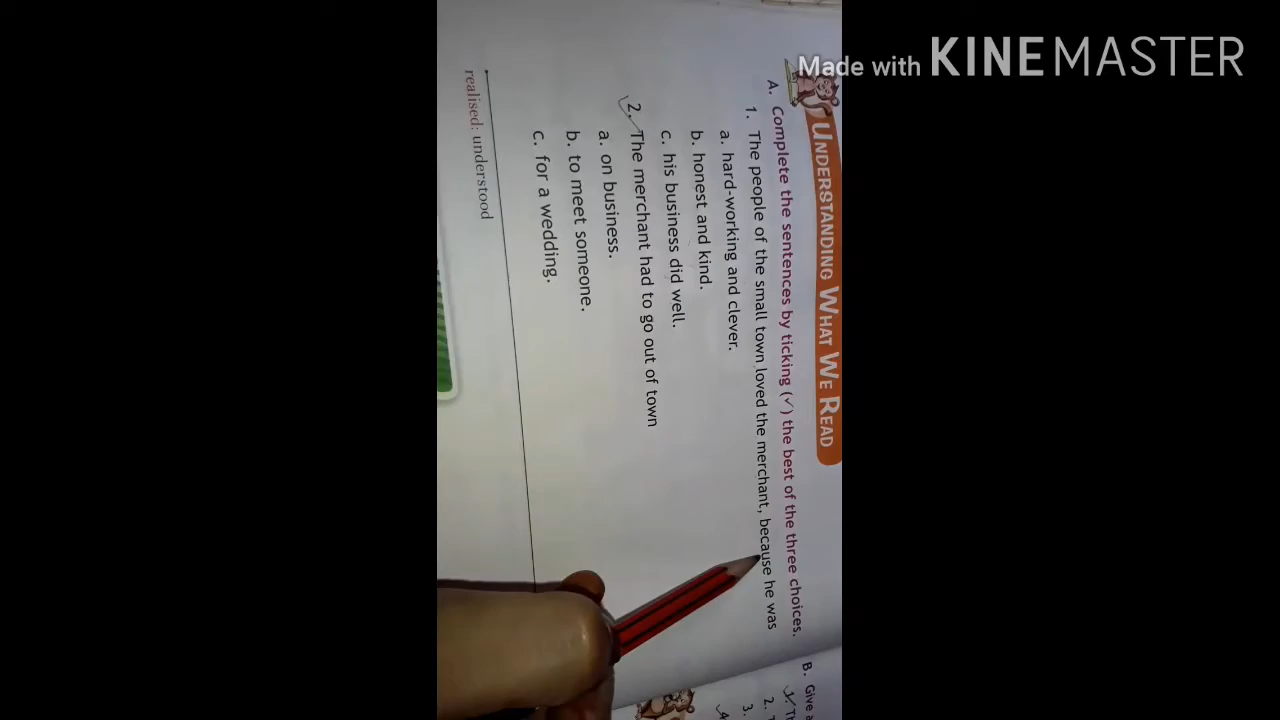 Made with KINEMASTER
UNDERSTANDING WHAT WE READ
A. Complete the sentences by ticking (✓) the best of the three choices.
1. The people of the small town loved the merchant, because he was
a. hard-working and clever.
b. honest and kind.
c. his business did well.
2. The merchant had to go out of town
a. on business.
b. to meet someone.
c. for a wedding.
realised: understood
B. Give
2.
3.